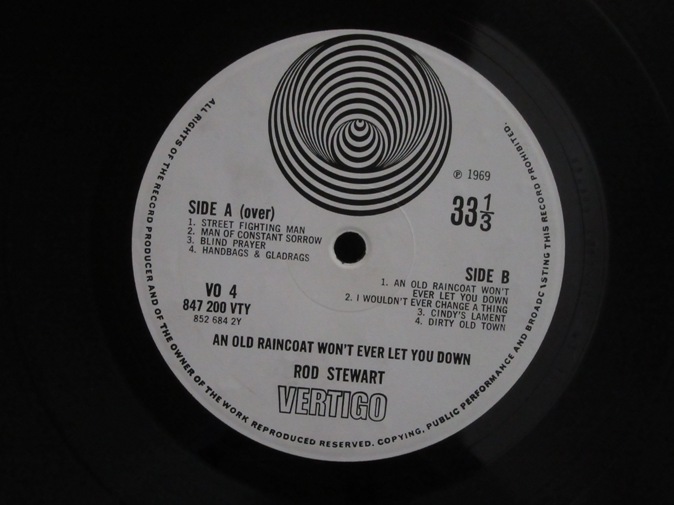 ℗ 1969
33 1/3
SIDE A (over)
1. STREET FIGHTING MAN
2. MAN OF CONSTANT SORROW
3. BLIND PRAYER
4. HANDBAGS & GLADRAGS
SIDE B
1. AN OLD RAINCOAT WON'T
EVER LET YOU DOWN
2. I WOULDN'T EVER CHANGE A THING
3. CINDY'S LAMENT
4. DIRTY OLD TOWN
VO 4
847 200 VTY
852 684 2Y
AN OLD RAINCOAT WON'T EVER LET YOU DOWN
ROD STEWART
VERTIGO
ALL RIGHTS OF THE RECORD PRODUCER AND OF THE OWNER OF THE WORK REPRODUCED RESERVED. COPYING, PUBLIC PERFORMANCE AND BROADCASTING THIS RECORD PROHIBITED.